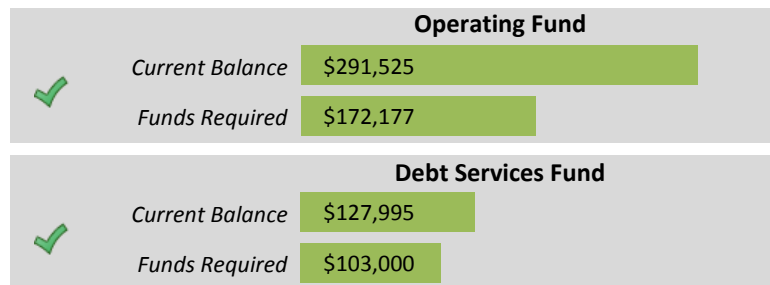 Operating Fund
Current Balance $291,525
Funds Required $172,177
Debt Services Fund
Current Balance $127,995
Funds Required $103,000